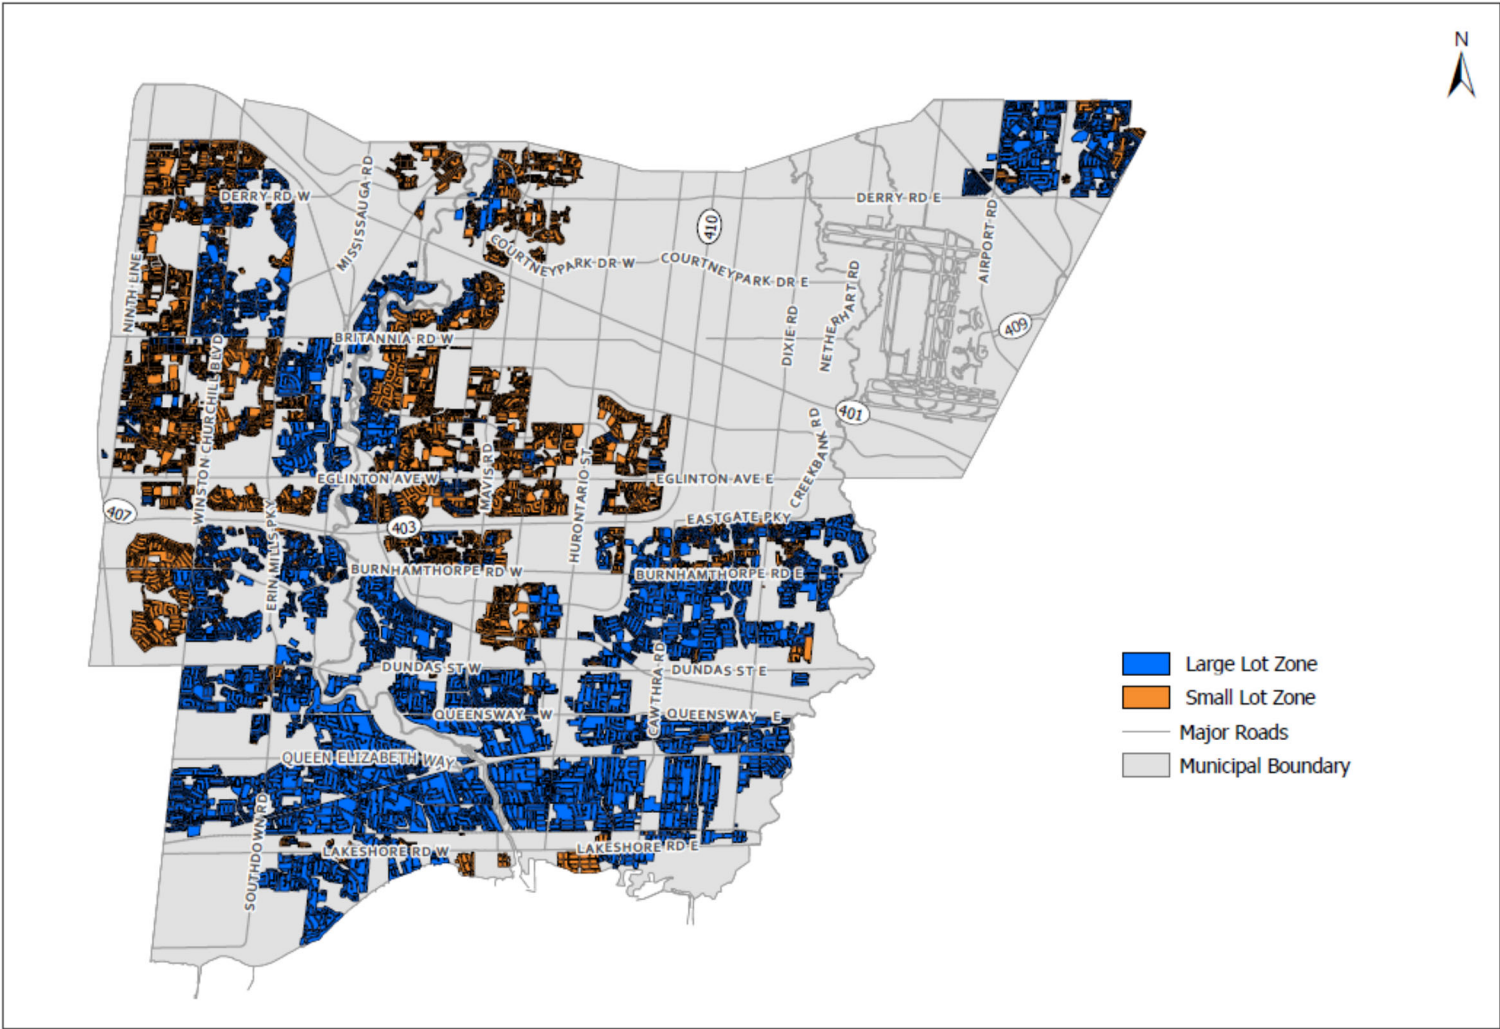 N
DERRY RD W
MISSISSAUGA RD
DERRY RD E
410
AIRPORT RD
NINTH LINE
COURTNEYPARK DR W
COURTNEYPARK DR E
NETHERHART RD
DIXIE RD
409
BRITANNIA RD W
WINSTON CHURCHILL BLVD
401
CREEKBANK RD
MAVIS RD
HURONTARIO ST
EGLINTON AVE W
EGLINTON AVE E
407
403
EASTGATE PKY
ERIN MILLS PKY
BURNHAMTHORPE RD W
BURNHAMTHORPE RD E
DUNDAS ST W
DUNDAS ST E
CAWTHRA RD
QUEENSWAY W
QUEENSWAY E
QUEEN ELIZABETH WAY
SOUTHDOWN RD
LAKESHORE RD W
LAKESHORE RD E
Large Lot Zone
Small Lot Zone
Major Roads
Municipal Boundary